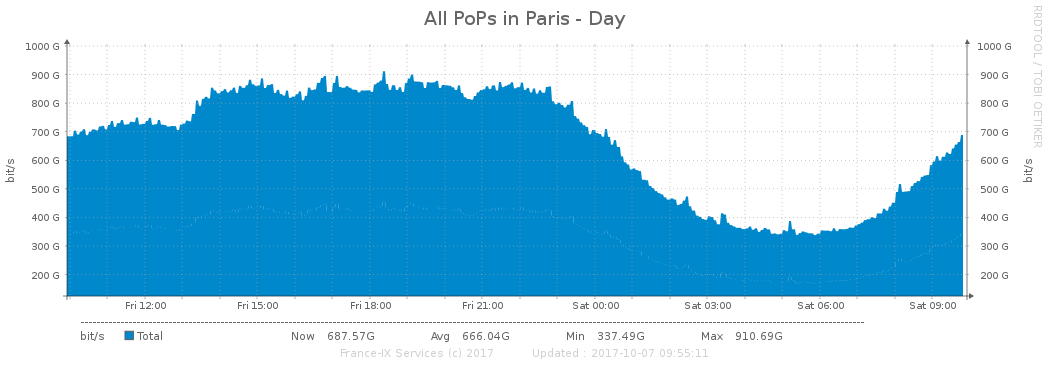 All PoPs in Paris - Day
RRDTOOL / TOBI OETIKER
1000 G 1000 G
900 G 900 G
800 G 800 G
700 G 700 G
600 G 600 G
500 G 500 G
400 G 400 G
300 G 300 G
200 G 200 G
bit/s bit/s
Fri 12:00 Fri 15:00 Fri 18:00 Fri 21:00 Sat 00:00 Sat 03:00 Sat 06:00 Sat 09:00
bit/s Total Now 687.57G Avg 666.04G Min 337.49G Max 910.69G
France-IX Services (c) 2017 Updated : 2017-10-07 09:55:11